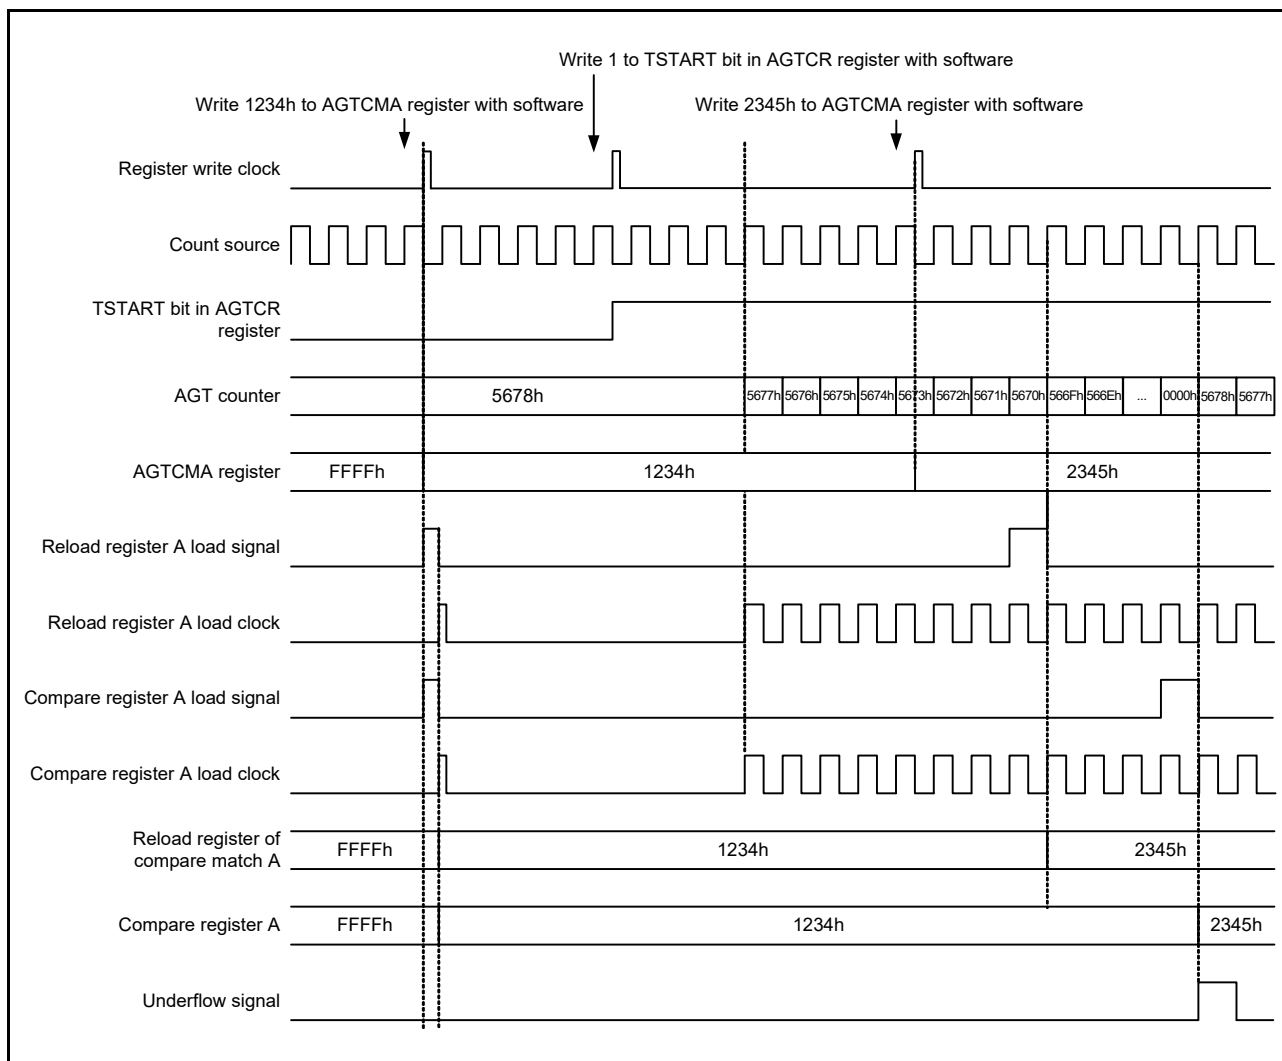 Write 1 to TSTART bit in AGTCR register with software
Write 1234h to AGTCMA register with software
Write 2345h to AGTCMA register with software
Register write clock
Count source
TSTART bit in AGTCR
register
AGT counter
5678h
5677h 5676h 5675h 5674h 5673h 5672h 5671h 5670h 566Fh 566Eh ... 0000h 5678h 5677h
AGTCMA register
FFFFh
1234h
2345h
Reload register A load signal
Reload register A load clock
Compare register A load signal
Compare register A load clock
Reload register of
compare match A
FFFFh
1234h
2345h
Compare register A
FFFFh
1234h
2345h
Underflow signal